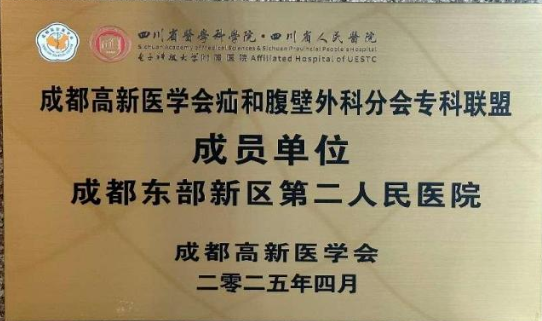 四川省医学科学院·四川省人民医院
Sichuan Academy of Medical Sciences & Sichuan Provincial People's Hospital
电子科技大学附属医院 Affiliated Hospital of UESTC
成都高新医学会疝和腹壁外科分会专科联盟
成员单位
成都东部新区第二人民医院
成都高新医学会
二零二五年四月